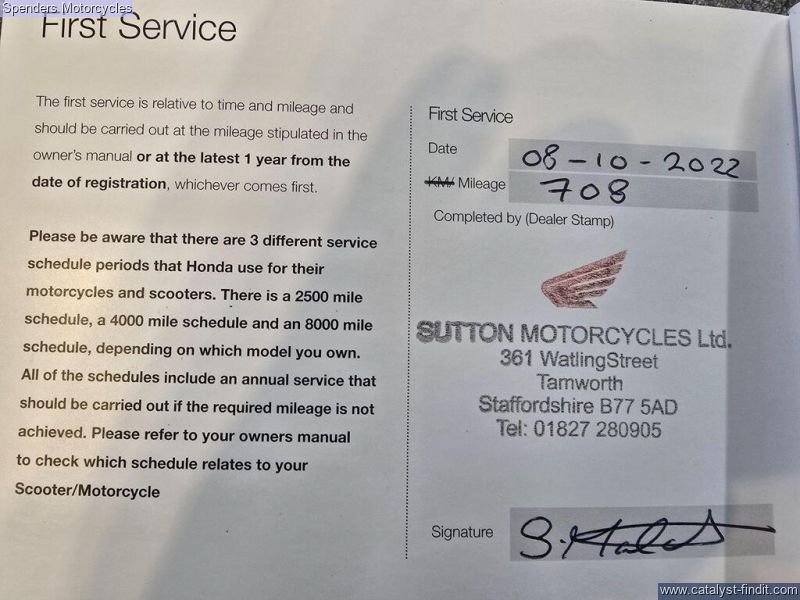 Spenders Motorcycles
First Service
The first service is relative to time and mileage and
should be carried out at the mileage stipulated in the
owner's manual or at the latest 1 year from the
date of registration, whichever comes first.
Please be aware that there are 3 different service
schedule periods that Honda use for their
motorcycles and scooters. There is a 2500 mile
schedule, a 4000 mile schedule and an 8000 mile
schedule, depending on which model you own.
All of the schedules include an annual service that
should be carried out if the required mileage is not
achieved. Please refer to your owners manual
to check which schedule relates to your
Scooter/Motorcycle
First Service
Date 08-10-2022
KM/ Mileage 708
Completed by (Dealer Stamp)
SUTTON MOTORCYCLES Ltd.
361 WatlingStreet
Tamworth
Staffordshire B77 5AD
Tel: 01827 280905
Signature
www.catalyst-findit.com